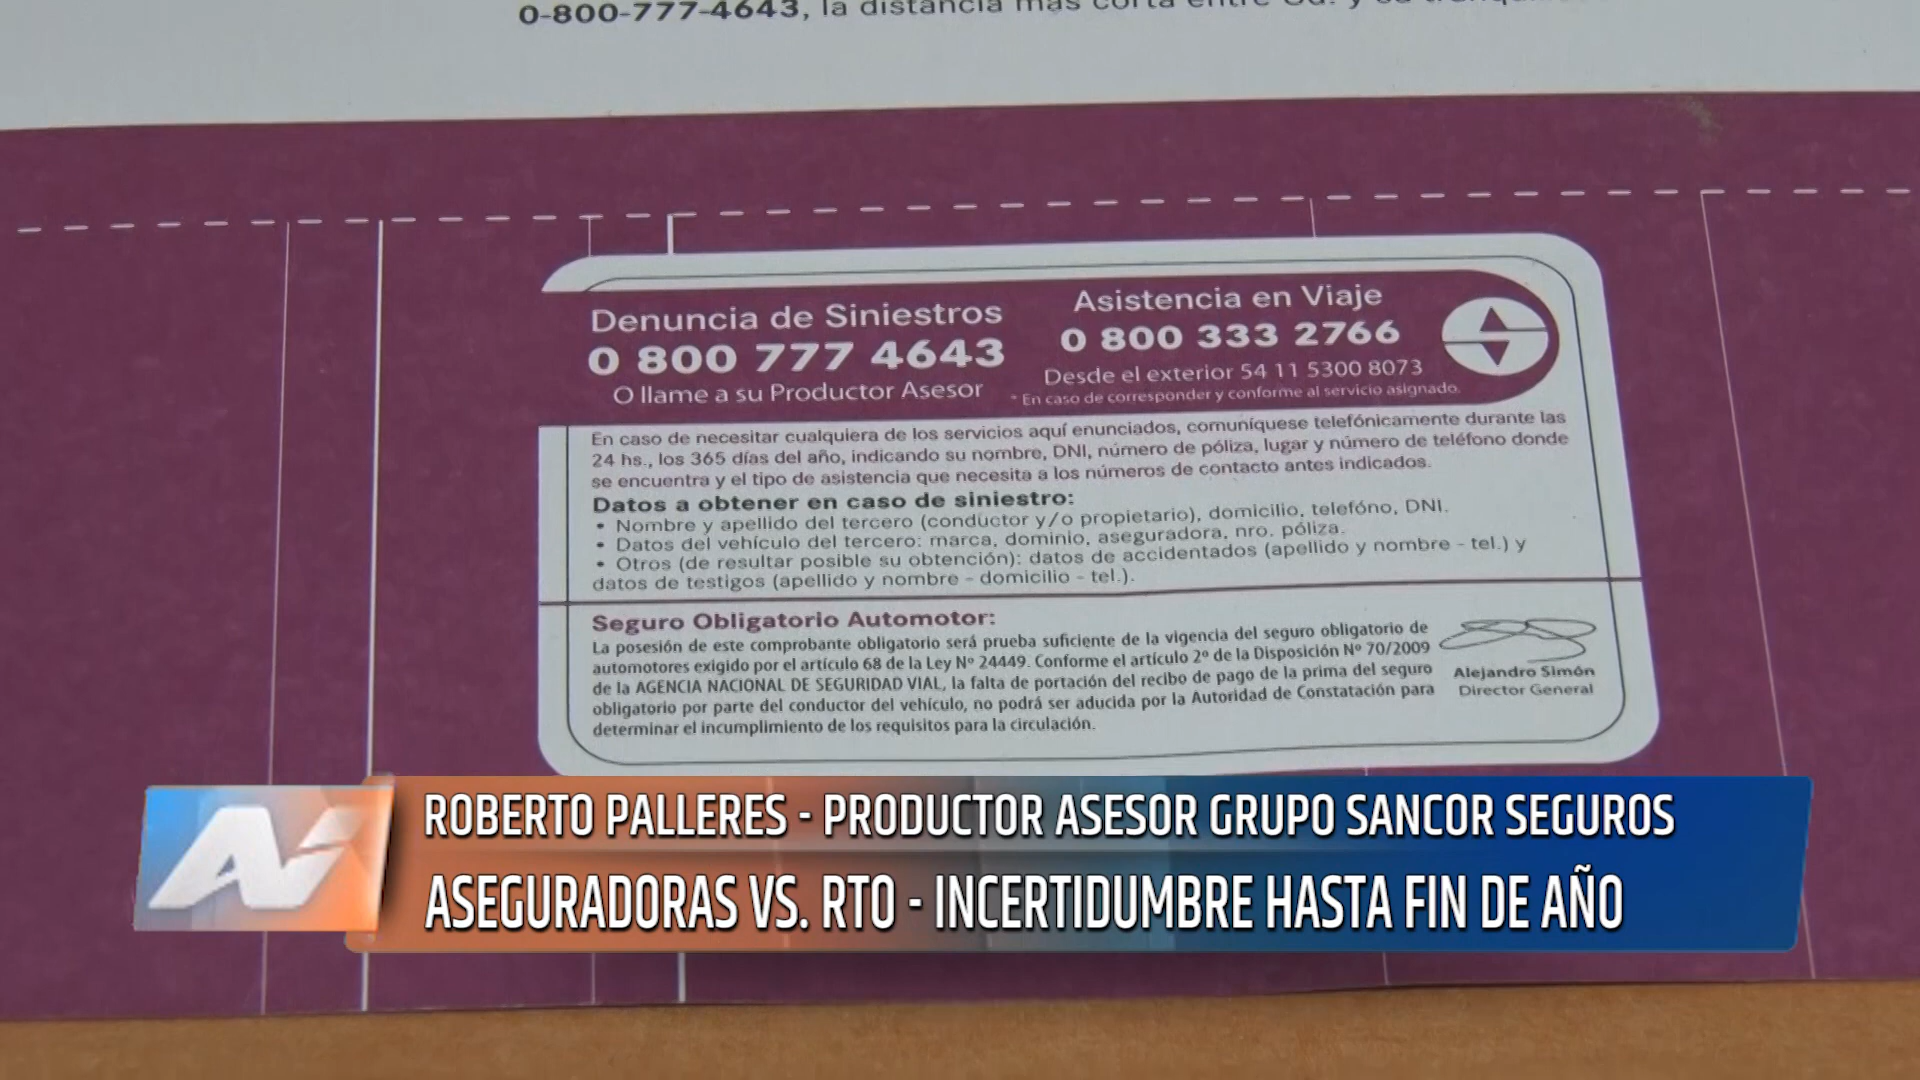 0-800-777-4643, la distancia más corta entre Ud. y su
Denuncia de Siniestros
0 800 777 4643
O llame a su Productor Asesor
Asistencia en Viaje
0 800 333 2766
Desde el exterior 54 11 5300 8073
* En caso de corresponder y conforme al servicio asignado.
En caso de necesitar cualquiera de los servicios aquí enunciados, comuníquese telefónicamente durante las
24 hs., los 365 días del año, indicando su nombre, DNI, número de póliza, lugar y número de teléfono donde
se encuentra y el tipo de asistencia que necesita a los números de contacto antes indicados.
Datos a obtener en caso de siniestro:
• Nombre y apellido del tercero (conductor y/o propietario), domicilio, telefóno, DNI.
• Datos del vehículo del tercero: marca, dominio, aseguradora, nro. póliza.
• Otros (de resultar posible su obtención): datos de accidentados (apellido y nombre - tel.) y
datos de testigos (apellido y nombre - domicilio - tel.).
Seguro Obligatorio Automotor:
La posesión de este comprobante obligatorio será prueba suficiente de la vigencia del seguro obligatorio de
automotores exigido por el artículo 68 de la Ley Nº 24449. Conforme el artículo 2º de la Disposición Nº 70/2009
de la AGENCIA NACIONAL DE SEGURIDAD VIAL, la falta de portación del recibo de pago de la prima del seguro
obligatorio por parte del conductor del vehículo, no podrá ser aducida por la Autoridad de Constatación para
determinar el incumplimiento de los requisitos para la circulación.
Alejandro Simón
Director General
ROBERTO PALLERES - PRODUCTOR ASESOR GRUPO SANCOR SEGUROS
ASEGURADORAS VS. RTO - INCERTIDUMBRE HASTA FIN DE AÑO